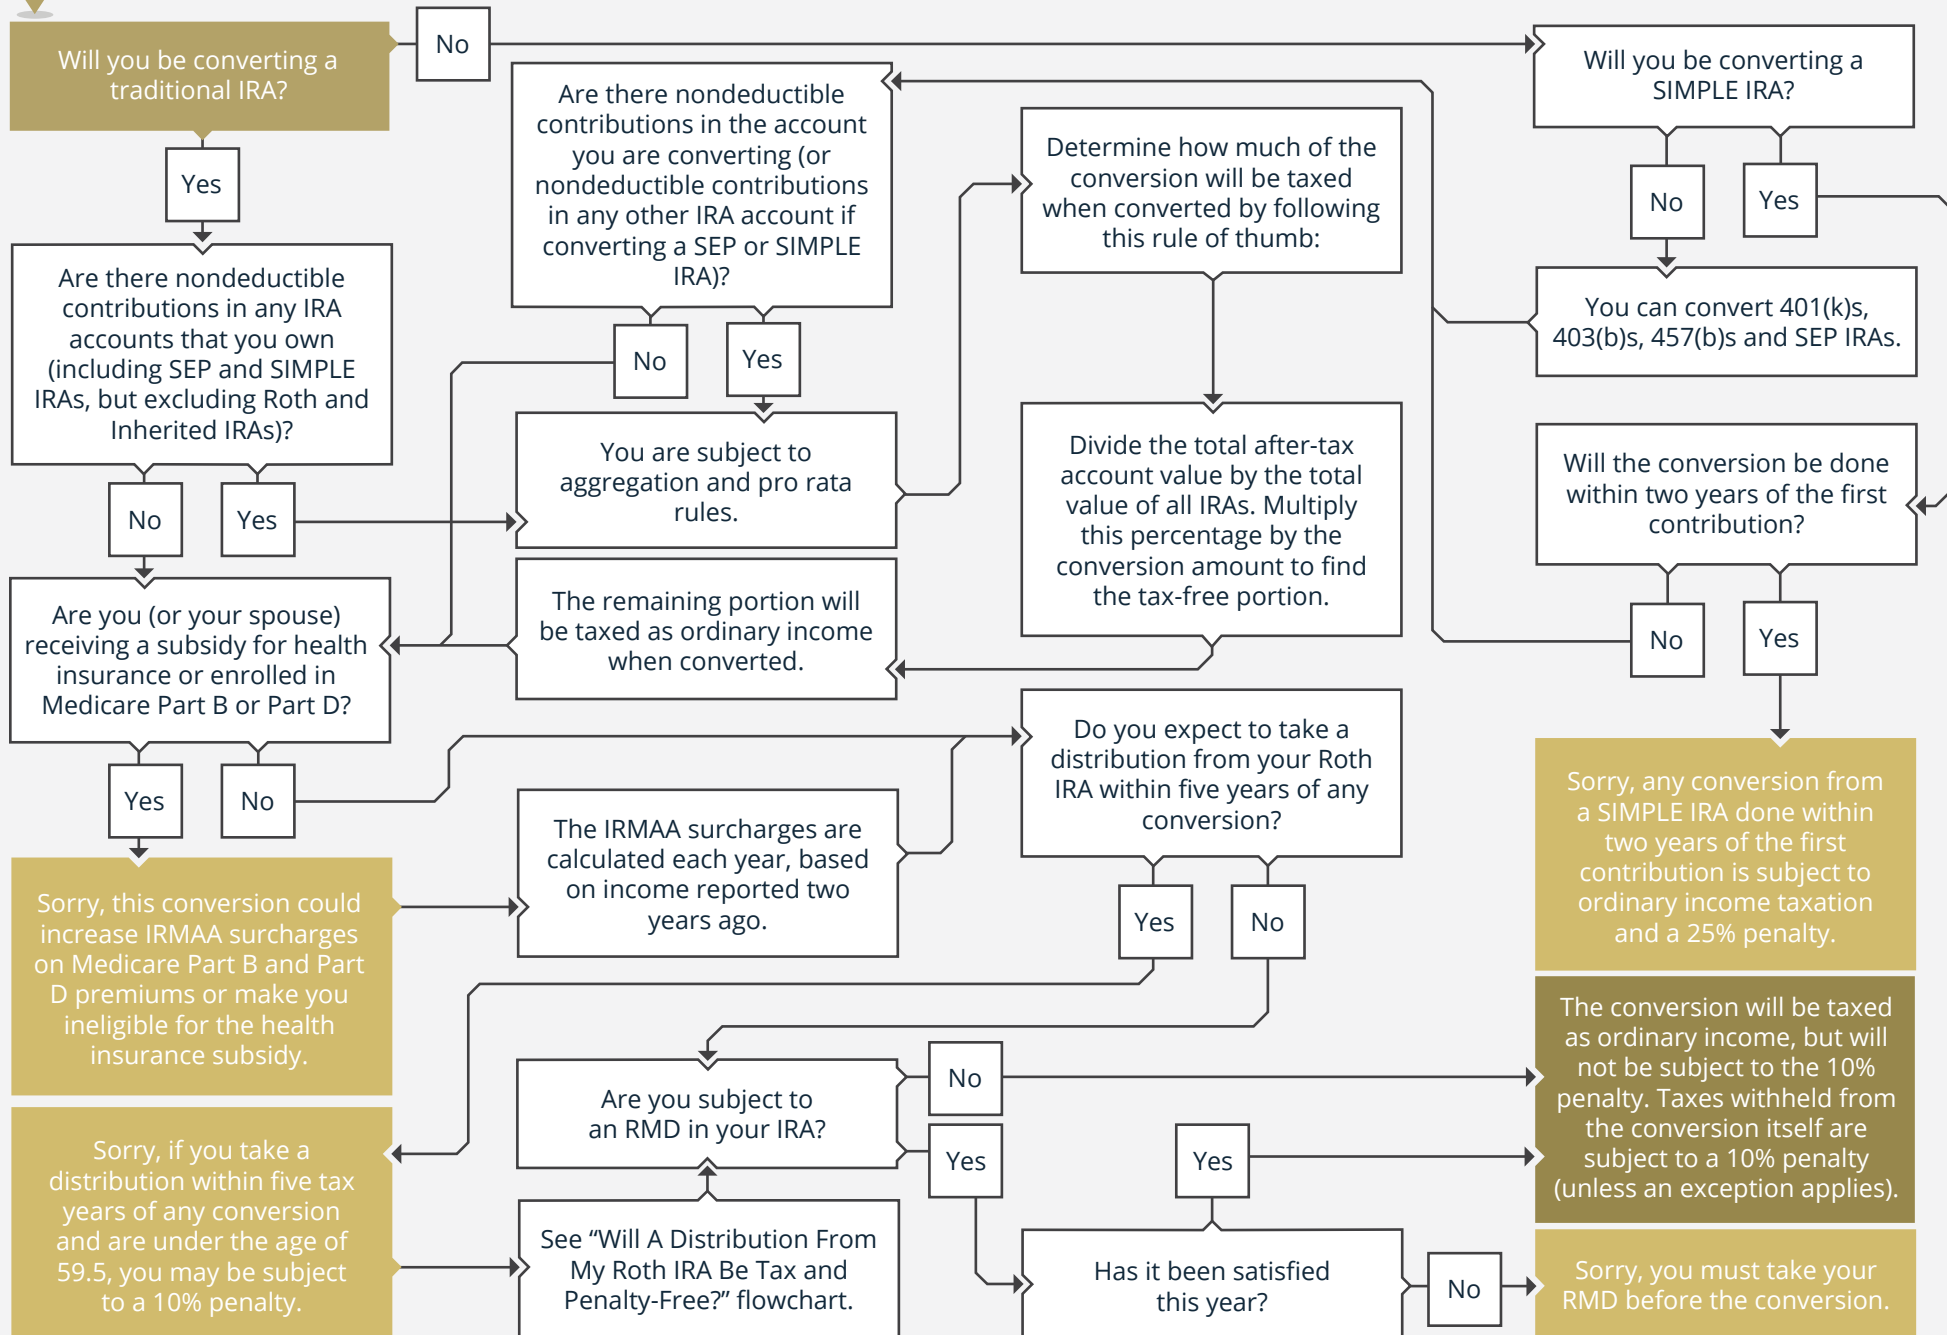 Will you be converting a
traditional IRA?
No
Yes
Are there nondeductible
contributions in any IRA
accounts that you own
(including SEP and SIMPLE
IRAs, but excluding Roth and
Inherited IRAs)?
No
Yes
Are you (or your spouse)
receiving a subsidy for health
insurance or enrolled in
Medicare Part B or Part D?
Yes
No
Sorry, this conversion could
increase IRMAA surcharges
on Medicare Part B and Part
D premiums or make you
ineligible for the health
insurance subsidy.
Sorry, if you take a
distribution within five tax
years of any conversion
and are under the age of
59.5, you may be subject
to a 10% penalty.
Are there nondeductible
contributions in the account
you are converting (or
nondeductible contributions
in any other IRA account if
converting a SEP or SIMPLE
IRA)?
No
Yes
You are subject to
aggregation and pro rata
rules.
The remaining portion will
be taxed as ordinary income
when converted.
The IRMAA surcharges are
calculated each year, based
on income reported two
years ago.
Are you subject to
an RMD in your IRA?
No
Yes
See “Will A Distribution From
My Roth IRA Be Tax and
Penalty-Free?” flowchart.
Determine how much of the
conversion will be taxed
when converted by following
this rule of thumb:
Divide the total after-tax
account value by the total
value of all IRAs. Multiply
this percentage by the
conversion amount to find
the tax-free portion.
Do you expect to take a
distribution from your Roth
IRA within five years of any
conversion?
Yes
No
Yes
Has it been satisfied
this year?
No
Will you be converting a
SIMPLE IRA?
No
Yes
You can convert 401(k)s,
403(b)s, 457(b)s and SEP IRAs.
Will the conversion be done
within two years of the first
contribution?
No
Yes
Sorry, any conversion from
a SIMPLE IRA done within
two years of the first
contribution is subject to
ordinary income taxation
and a 25% penalty.
The conversion will be taxed
as ordinary income, but will
not be subject to the 10%
penalty. Taxes withheld from
the conversion itself are
subject to a 10% penalty
(unless an exception applies).
Sorry, you must take your
RMD before the conversion.